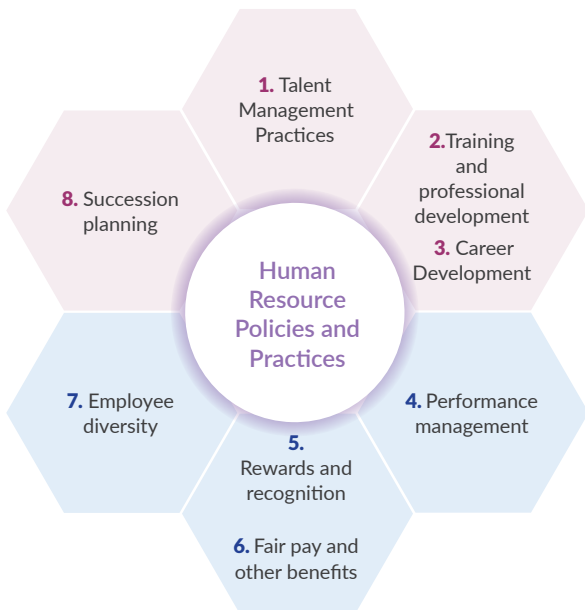 1. Talent
Management
Practices
2.Training
and
professional
development
3. Career
Development
4. Performance
management
5.
Rewards and
recognition
6. Fair pay and
other benefits
7. Employee
diversity
8. Succession
planning
Human
Resource
Policies and
Practices